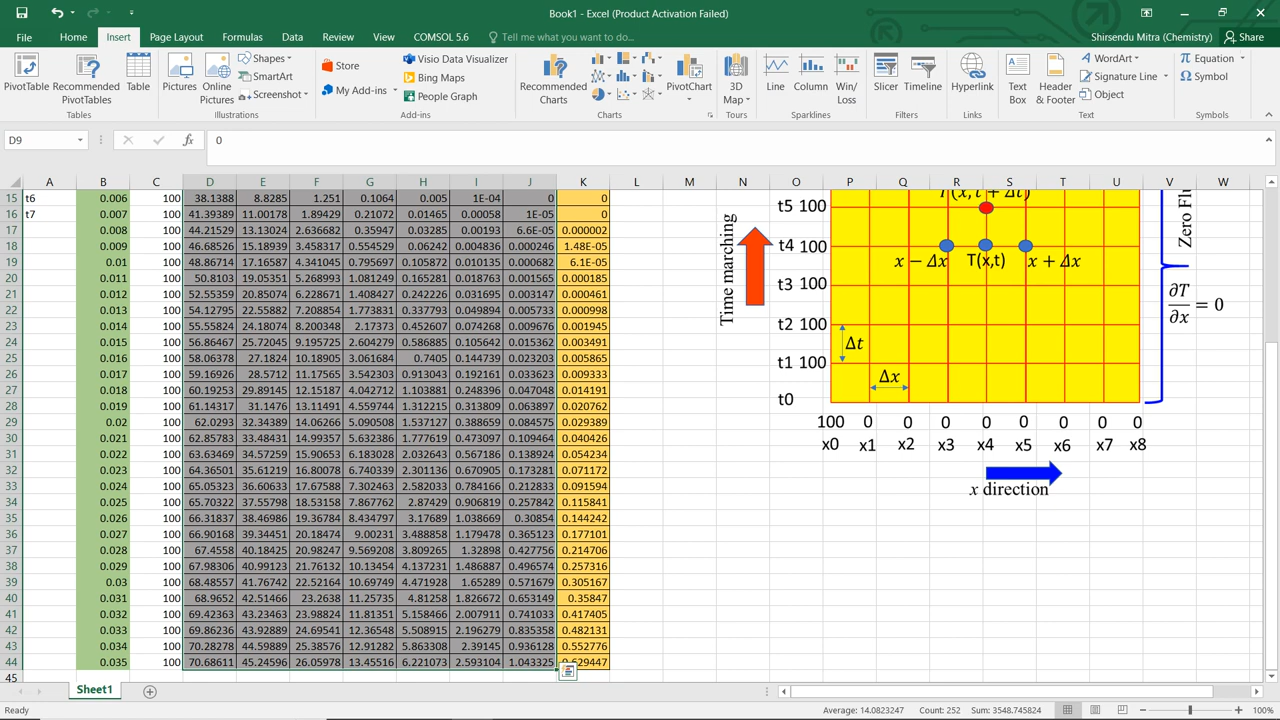 Book1 - Excel (Product Activation Failed)
File Home Insert Page Layout Formulas Data Review View COMSOL 5.6 Tell me what you want to do... Shirsendu Mitra (Chemistry) Share
PivotTable Recommended PivotTables Table
Tables
Pictures Online Pictures Shapes SmartArt Screenshot
Illustrations
Store My Add-ins Visio Data Visualizer Bing Maps People Graph
Add-ins
Recommended Charts PivotChart
Charts
3D Map
Tours
Line Column Win/Loss
Sparklines
Slicer Timeline
Filters
Hyperlink
Links
Text Box Header & Footer WordArt Signature Line Object
Text
Equation Symbol
Symbols
D9 fx 0
A B C D E F G H I J K L M N O P Q R S T U V W
15 t6 0.006 100 38.1388 8.8285 1.251 0.1064 0.005 1E-04 0 0
16 t7 0.007 100 41.39389 11.00178 1.89429 0.21072 0.01465 0.00058 1E-05 0
17 0.008 100 44.21529 13.13024 2.636682 0.35947 0.03285 0.00193 6.6E-05 0.000002
18 0.009 100 46.68526 15.18939 3.458317 0.554529 0.06242 0.004836 0.000246 1.48E-05
19 0.01 100 48.86714 17.16587 4.341045 0.795697 0.105872 0.010135 0.000682 6.1E-05
20 0.011 100 50.8103 19.05351 5.268993 1.081249 0.165281 0.018763 0.001565 0.000185
21 0.012 100 52.55359 20.85074 6.228671 1.408427 0.242226 0.031695 0.003147 0.000461
22 0.013 100 54.12795 22.55882 7.208854 1.773831 0.337793 0.049894 0.005733 0.000998
23 0.014 100 55.55824 24.18074 8.200348 2.17373 0.452607 0.074268 0.009676 0.001945
24 0.015 100 56.86467 25.72045 9.195725 2.604279 0.586885 0.105642 0.015362 0.003491
25 0.016 100 58.06378 27.1824 10.18905 3.061684 0.7405 0.144739 0.023203 0.005865
26 0.017 100 59.16926 28.5712 11.17565 3.542303 0.913043 0.192161 0.033623 0.009333
27 0.018 100 60.19253 29.89145 12.15187 4.042712 1.103881 0.248396 0.047048 0.014191
28 0.019 100 61.14317 31.1476 13.11491 4.559744 1.312215 0.313809 0.063897 0.020762
29 0.02 100 62.0293 32.34389 14.06266 5.090508 1.537127 0.388659 0.084575 0.029389
30 0.021 100 62.85783 33.48431 14.99357 5.632386 1.777619 0.473097 0.109464 0.040426
31 0.022 100 63.63469 34.57259 15.90653 6.183028 2.032643 0.567186 0.138924 0.054234
32 0.023 100 64.36501 35.61219 16.80078 6.740339 2.301136 0.670905 0.173281 0.071172
33 0.024 100 65.05323 36.60633 17.67588 7.302463 2.582033 0.784166 0.212833 0.091594
34 0.025 100 65.70322 37.55798 18.53158 7.867762 2.87429 0.906819 0.257842 0.115841
35 0.026 100 66.31837 38.46986 19.36784 8.434797 3.17689 1.038669 0.30854 0.144242
36 0.027 100 66.90168 39.34451 20.18474 9.00231 3.488858 1.179478 0.365123 0.177101
37 0.028 100 67.4558 40.18425 20.98247 9.569208 3.809265 1.32898 0.427756 0.214706
38 0.029 100 67.98306 40.99123 21.76132 10.13454 4.137231 1.486887 0.496574 0.257316
39 0.03 100 68.48557 41.76742 22.52164 10.69749 4.471928 1.65289 0.571679 0.305167
40 0.031 100 68.9652 42.51466 23.2638 11.25735 4.81258 1.826672 0.653149 0.35847
41 0.032 100 69.42363 43.23463 23.98824 11.81351 5.158466 2.007911 0.741033 0.417405
42 0.033 100 69.86236 43.92889 24.69541 12.36548 5.508915 2.196279 0.835358 0.482131
43 0.034 100 70.28278 44.59889 25.38576 12.91282 5.863308 2.39145 0.936128 0.552776
44 0.035 100 70.68611 45.24596 26.05978 13.45516 6.221073 2.593104 1.043325
45
Time marching
T(x, t + Δt)
t5 100
t4 100
x − Δx T(x,t) x + Δx
t3 100
t2 100
Δt
t1 100
Δx
t0
100 0 0 0 0 0 0 0 0
x0 x1 x2 x3 x4 x5 x6 x7 x8
x direction
Zero Flu
∂T/∂x = 0
Sheet1
Ready Average: 14.0823247 Count: 252 Sum: 3548.745824 100%